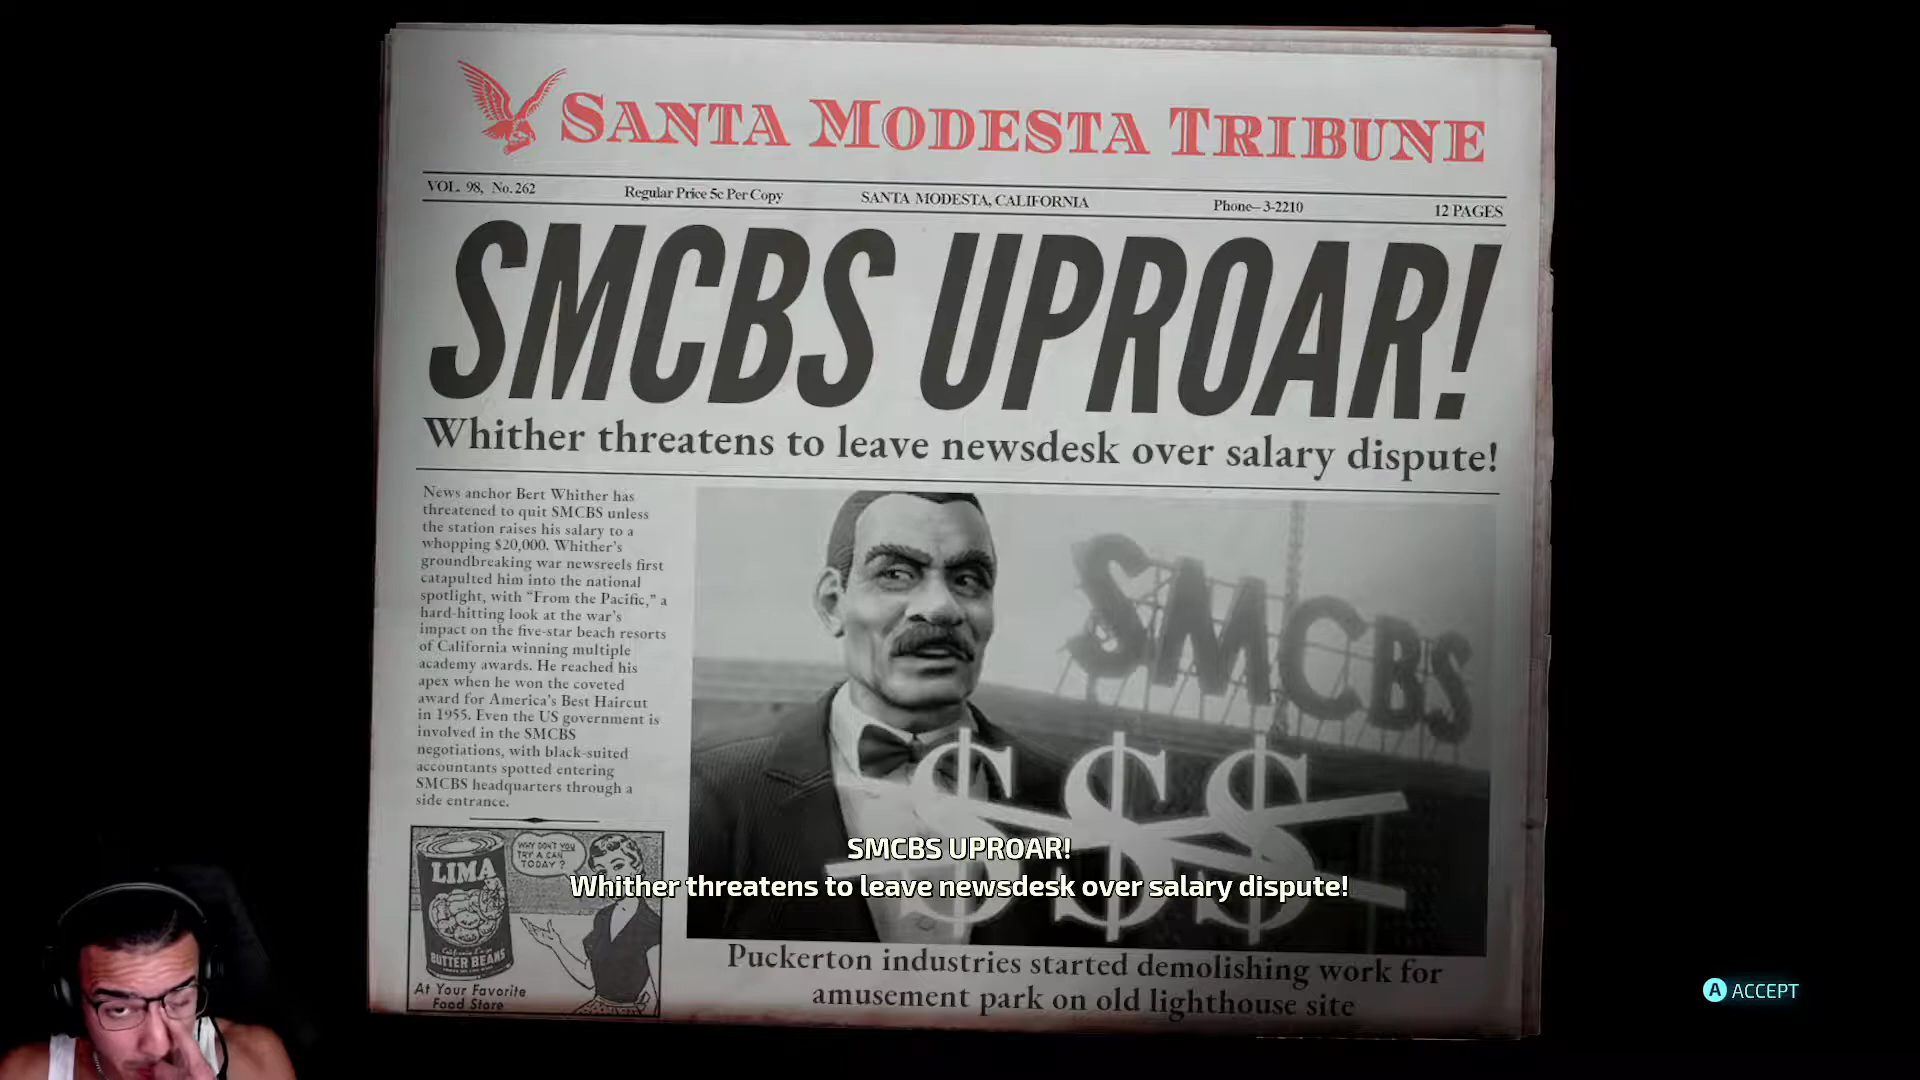 SANTA MODESTA TRIBUNE
VOL. 98, No. 262 Regular Price 5c Per Copy SANTA MODESTA, CALIFORNIA Phone–3-2210 12 PAGES
SMCBS UPROAR!
Whither threatens to leave newsdesk over salary dispute!
News anchor Bert Whither has
threatened to quit SMCBS unless
the station raises his salary to a
whopping $20,000. Whither's
groundbreaking war newsreels first
catapulted him into the national
spotlight, with "From the Pacific," a
hard-hitting look at the war's
impact on the five-star beach resorts
of California winning multiple
academy awards. He reached his
apex when he won the coveted
award for America's Best Haircut
in 1955. Even the US government is
involved in the SMCBS
negotiations, with black-suited
accountants spotted entering
SMCBS headquarters through a
side entrance.
SMCBS
$$$
LIMA
BUTTER BEANS
WHY DON'T YOU
TRY A CAN
TODAY?
At Your Favorite
Food Store
SMCBS UPROAR!
Whither threatens to leave newsdesk over salary dispute!
Puckerton industries started demolishing work for
amusement park on old lighthouse site
A ACCEPT